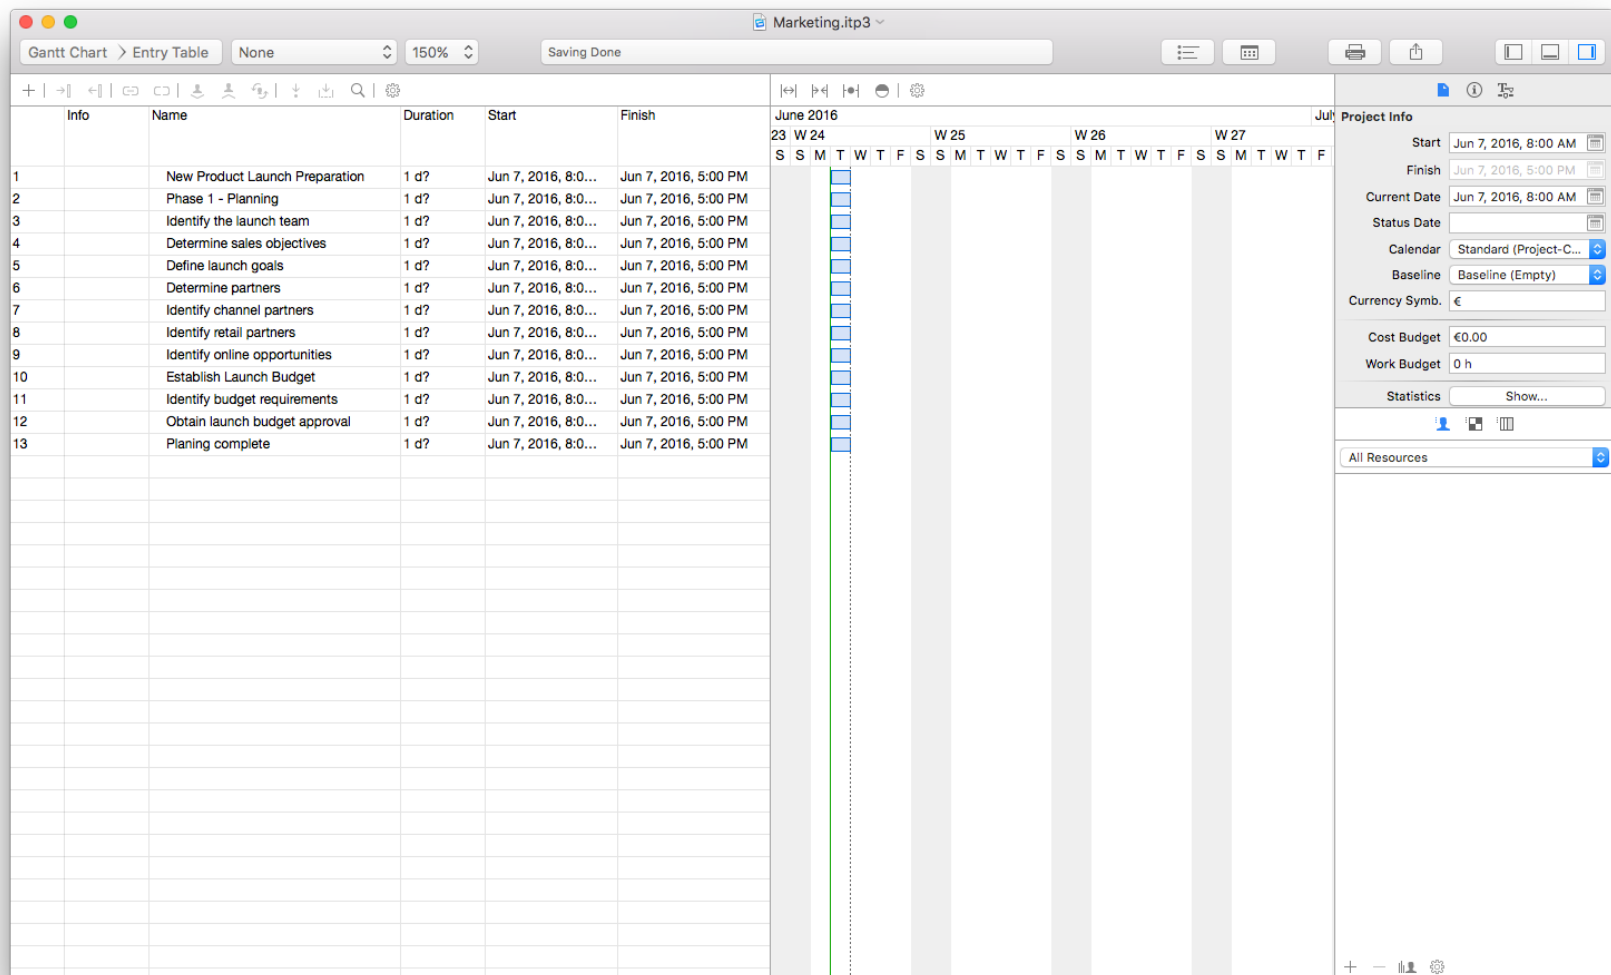 Marketing.itp3
Gantt Chart Entry Table None 150% Saving Done
Info Name Duration Start Finish
1 New Product Launch Preparation 1 d? Jun 7, 2016, 8:0... Jun 7, 2016, 5:00 PM
2 Phase 1 - Planning 1 d? Jun 7, 2016, 8:0... Jun 7, 2016, 5:00 PM
3 Identify the launch team 1 d? Jun 7, 2016, 8:0... Jun 7, 2016, 5:00 PM
4 Determine sales objectives 1 d? Jun 7, 2016, 8:0... Jun 7, 2016, 5:00 PM
5 Define launch goals 1 d? Jun 7, 2016, 8:0... Jun 7, 2016, 5:00 PM
6 Determine partners 1 d? Jun 7, 2016, 8:0... Jun 7, 2016, 5:00 PM
7 Identify channel partners 1 d? Jun 7, 2016, 8:0... Jun 7, 2016, 5:00 PM
8 Identify retail partners 1 d? Jun 7, 2016, 8:0... Jun 7, 2016, 5:00 PM
9 Identify online opportunities 1 d? Jun 7, 2016, 8:0... Jun 7, 2016, 5:00 PM
10 Establish Launch Budget 1 d? Jun 7, 2016, 8:0... Jun 7, 2016, 5:00 PM
11 Identify budget requirements 1 d? Jun 7, 2016, 8:0... Jun 7, 2016, 5:00 PM
12 Obtain launch budget approval 1 d? Jun 7, 2016, 8:0... Jun 7, 2016, 5:00 PM
13 Planing complete 1 d? Jun 7, 2016, 8:0... Jun 7, 2016, 5:00 PM
June 2016 July
23 W 24 W 25 W 26 W 27
S S M T W T F S S M T W T F S S M T W T F S S M T W T F
Project Info
Start Jun 7, 2016, 8:00 AM
Finish Jun 7, 2016, 5:00 PM
Current Date Jun 7, 2016, 8:00 AM
Status Date
Calendar Standard (Project-C...
Baseline Baseline (Empty)
Currency Symb. €
Cost Budget €0.00
Work Budget 0 h
Statistics Show...
All Resources